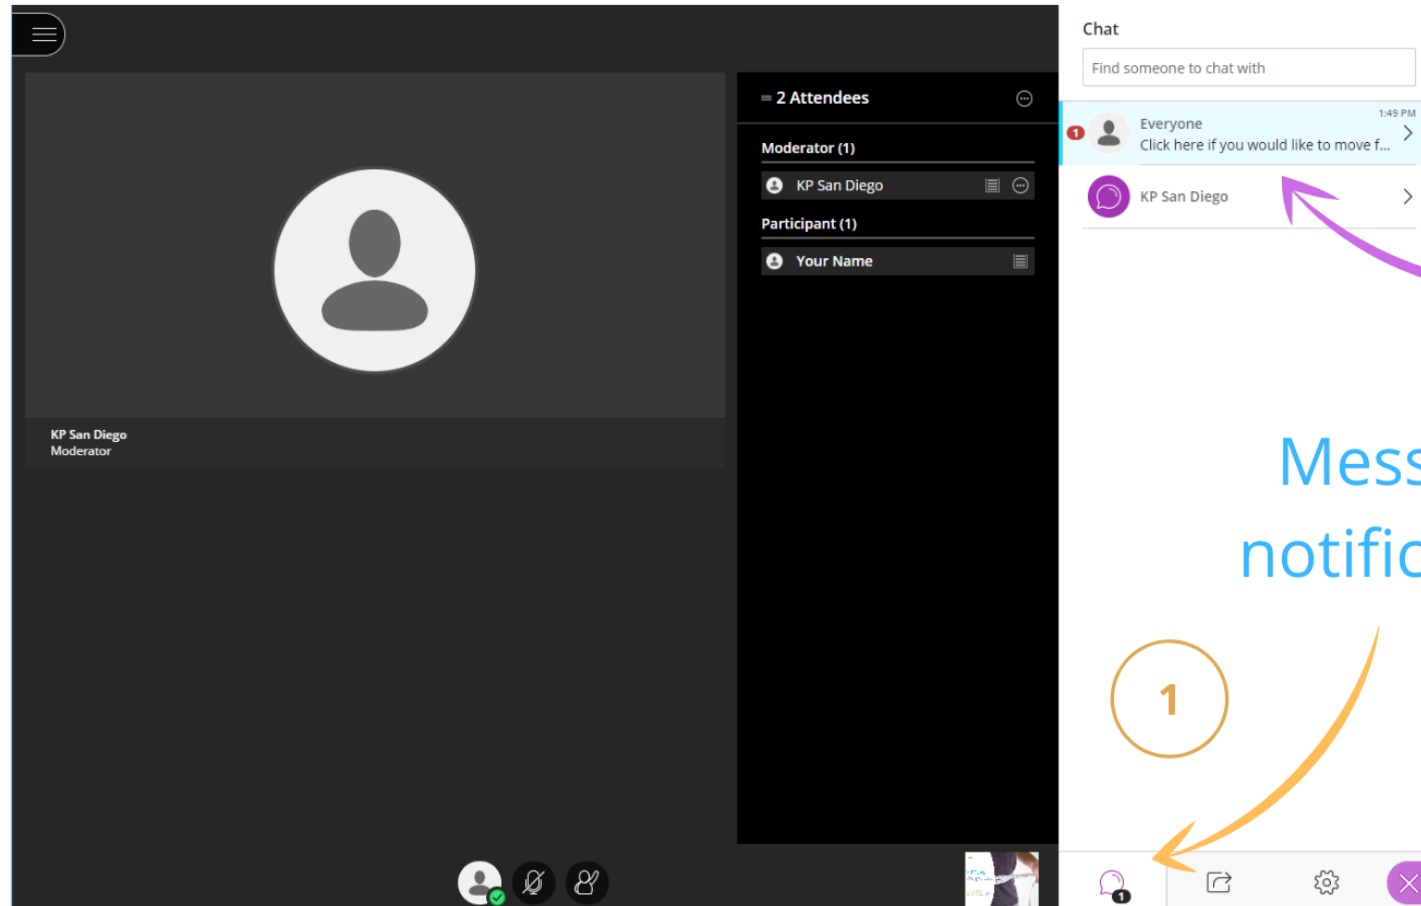 Chat
Find someone to chat with
2 Attendees
1:49 PM
1
Everyone
Click here if you would like to move f...
Moderator (1)
KP San Diego
KP San Diego
Participant (1)
Your Name
KP San Diego
Moderator
Mess
notific
1
1